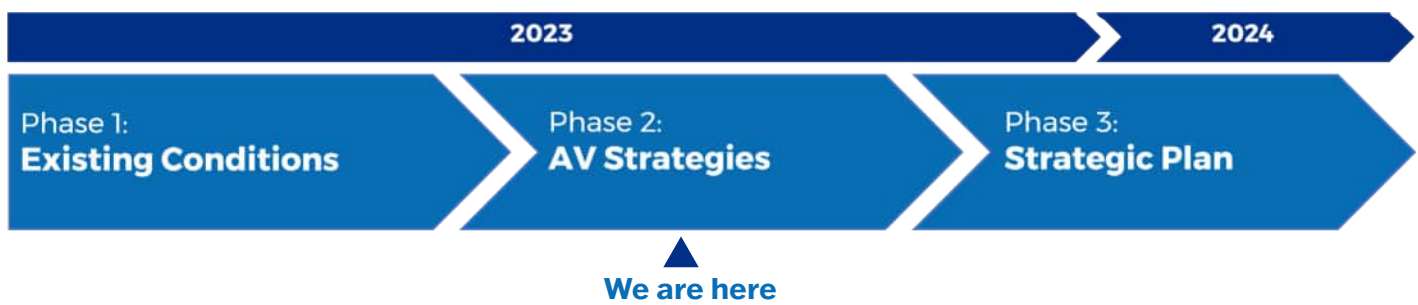 2023
2024
Phase 1:
Existing Conditions
Phase 2:
AV Strategies
Phase 3:
Strategic Plan
We are here